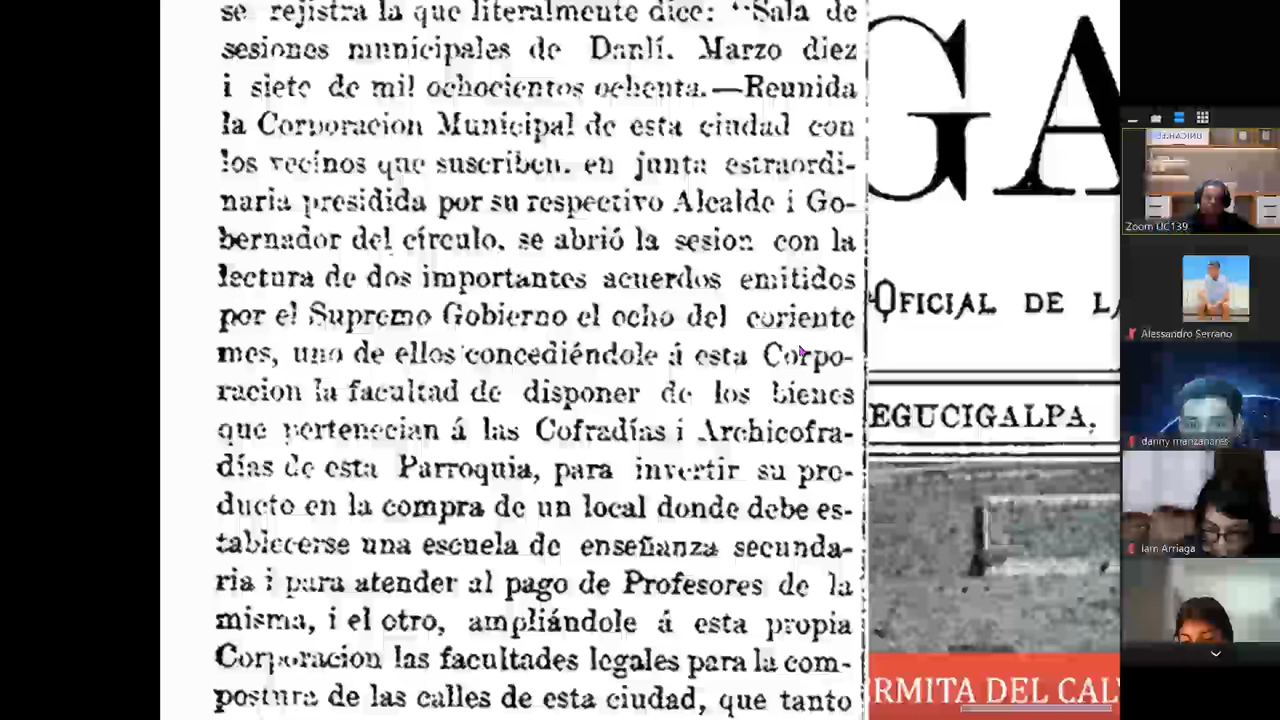 se rejistra la que literalmente dice: “Sala de
sesiones municipales de Danlí. Marzo diez
i siete de mil ochocientos ochenta.—Reunida
la Corporacion Municipal de esta ciudad con
los vecinos que suscriben. en junta estraordi-
naria presidida por su respectivo Alcalde i Go-
bernador del círculo. se abrió la sesion con la
lectura de dos importantes acuerdos emitidos
por el Supremo Gobierno el ocho del coriente
mes, uno de ellos concediéndole á esta Corpo-
racion la facultad de disponer de los bienes
que pertenecian á las Cofradías i Archicofra-
días de esta Parroquia, para invertir su pro-
ducto en la compra de un local donde debe es-
tablecerse una escuela de enseñanza secunda-
ria i para atender al pago de Profesores de la
misma, i el otro, ampliándole á esta propia
Corporacion las facultades legales para la com-
postura de las calles de esta ciudad, que tanto
GA
OFICIAL DE LA
EGUCIGALPA,
RMITA DEL CAL
Zoom UC139
Alessandro Serrano
danny manzanares
iam Arriaga